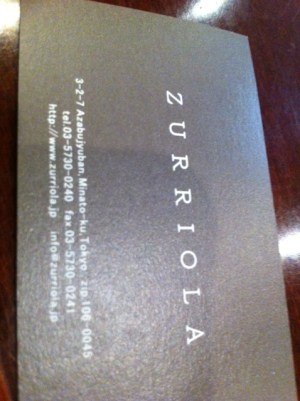 ZURRIOLA
3-2-7 Azabujyuban, Minato-ku, Tokyo zip.106-0045
tel.03-5730-0240 fax.03-5730-0241
http://www.zurriola.jp info@zurriola.jp